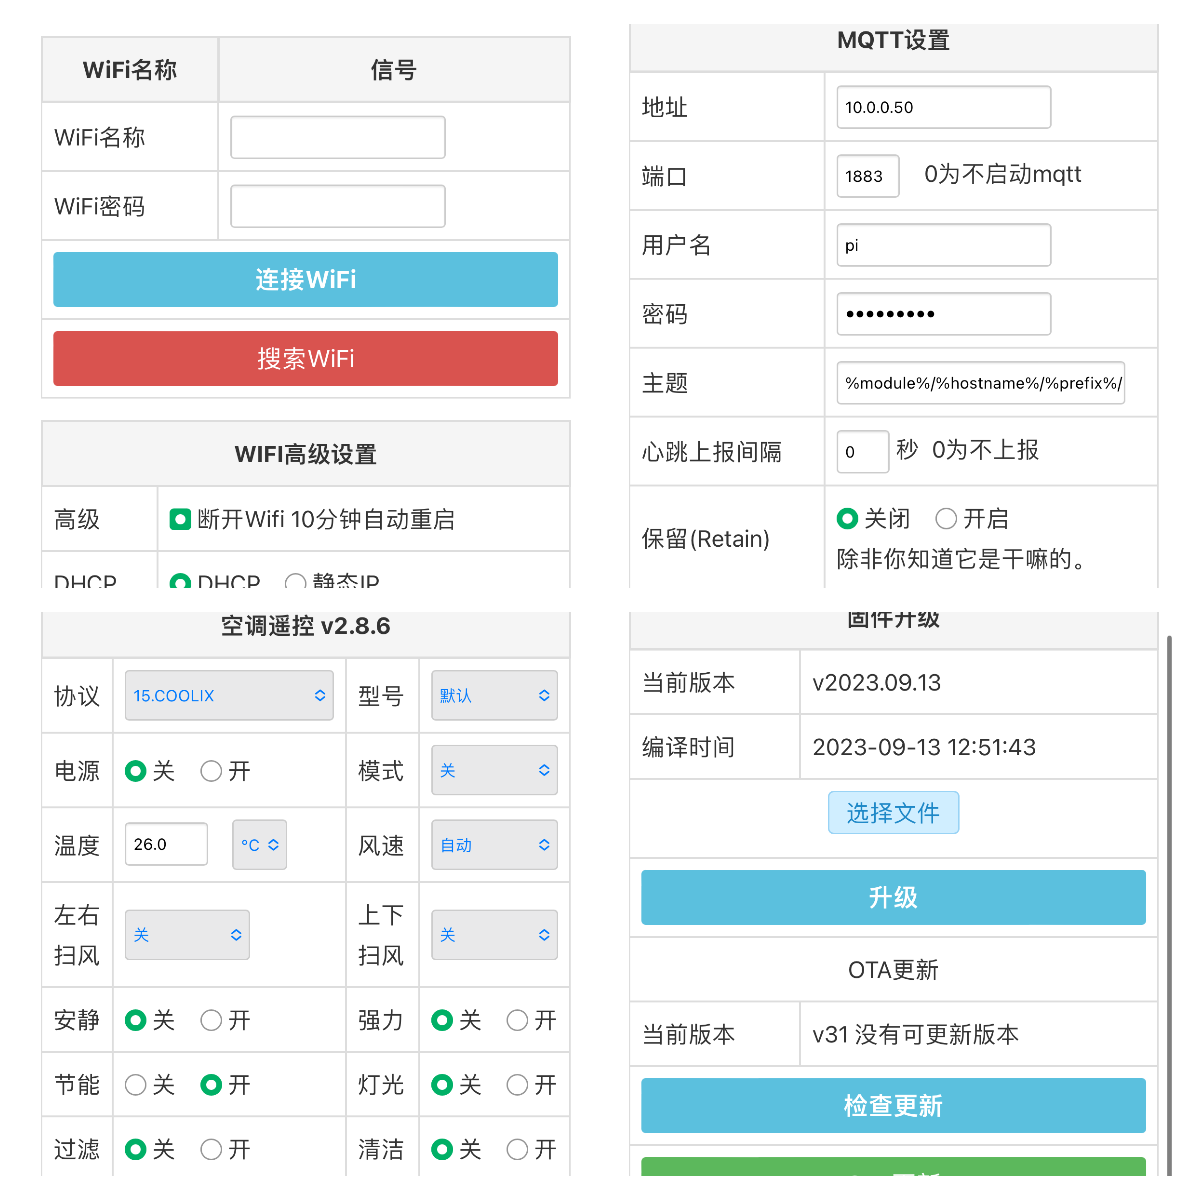 WiFi名称 信号
WiFi名称
WiFi密码
连接WiFi
搜索WiFi
WIFI高级设置
高级 断开Wifi 10分钟自动重启
DHCP DHCP 静态IP
MQTT设置
地址 10.0.0.50
端口 1883 0为不启动mqtt
用户名 pi
密码 •••••••••
主题 %module%/%hostname%/%prefix%/
心跳上报间隔 0 秒 0为不上报
保留(Retain) 关闭 开启
除非你知道它是干嘛的。
空调遥控 v2.8.6
协议 15.COOLIX 型号 默认
电源 关 开 模式 关
温度 26.0 °C 风速 自动
左右扫风 关 上下扫风 关
安静 关 开 强力 关 开
节能 关 开 灯光 关 开
过滤 关 开 清洁 关 开
固件升级
当前版本 v2023.09.13
编译时间 2023-09-13 12:51:43
选择文件
升级
OTA更新
当前版本 v31 没有可更新版本
检查更新